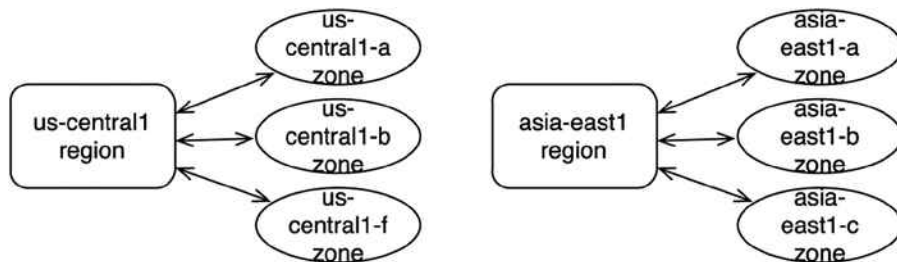 us-
central1-a
zone
us-central1
region
us-
central1-b
zone
us-
central1-f
zone
asia-
east1-a
zone
asia-east1
region
asia-
east1-b
zone
asia-
east1-c
zone